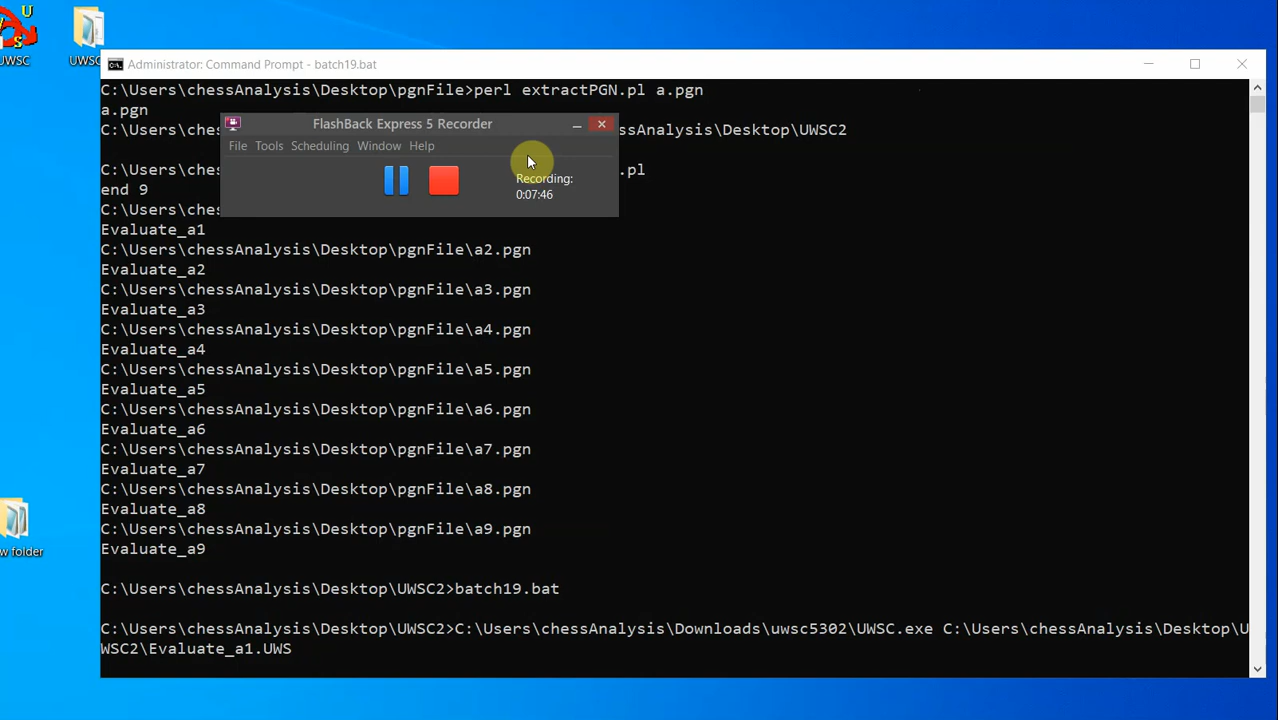 U
S
UWSC
UWSC
Administrator: Command Prompt - batch19.bat
C:\Users\chessAnalysis\Desktop\pgnFile>perl extractPGN.pl a.pgn
a.pgn
FlashBack Express 5 Recorder
C:\Users\che
ssAnalysis\Desktop\UWSC2
File Tools Scheduling Window Help
C:\Users\che
.pl
Recording:
0:07:46
end 9
C:\Users\che
Evaluate_a1
C:\Users\chessAnalysis\Desktop\pgnFile\a2.pgn
Evaluate_a2
C:\Users\chessAnalysis\Desktop\pgnFile\a3.pgn
Evaluate_a3
C:\Users\chessAnalysis\Desktop\pgnFile\a4.pgn
Evaluate_a4
C:\Users\chessAnalysis\Desktop\pgnFile\a5.pgn
Evaluate_a5
C:\Users\chessAnalysis\Desktop\pgnFile\a6.pgn
Evaluate_a6
C:\Users\chessAnalysis\Desktop\pgnFile\a7.pgn
Evaluate_a7
C:\Users\chessAnalysis\Desktop\pgnFile\a8.pgn
Evaluate_a8
C:\Users\chessAnalysis\Desktop\pgnFile\a9.pgn
Evaluate_a9
w folder
C:\Users\chessAnalysis\Desktop\UWSC2>batch19.bat
C:\Users\chessAnalysis\Desktop\UWSC2>C:\Users\chessAnalysis\Downloads\uwsc5302\UWSC.exe C:\Users\chessAnalysis\Desktop\U
WSC2\Evaluate_a1.UWS